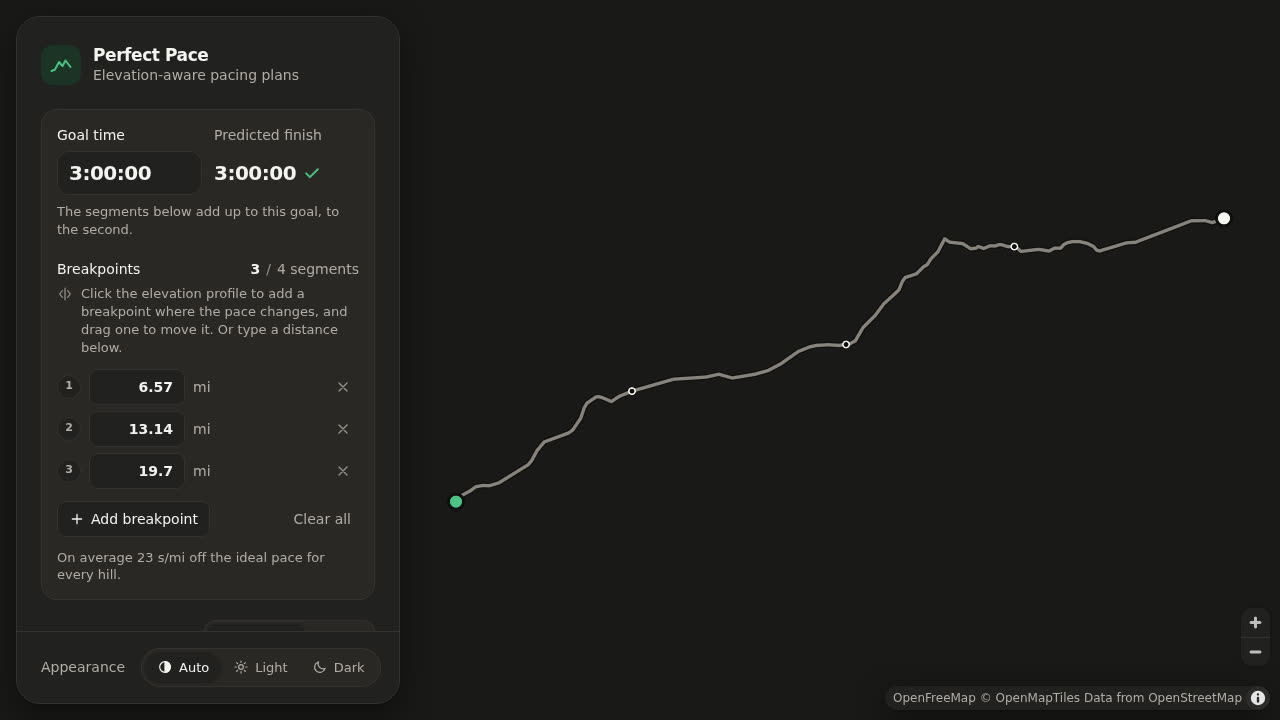 Perfect Pace
Elevation-aware pacing plans
Goal time
Predicted finish
3:00:00
3:00:00
The segments below add up to this goal, to
the second.
Breakpoints
3 / 4 segments
Click the elevation profile to add a
breakpoint where the pace changes, and
drag one to move it. Or type a distance
below.
1 6.57 mi
2 13.14 mi
3 19.7 mi
+ Add breakpoint
Clear all
On average 23 s/mi off the ideal pace for
every hill.
Appearance
Auto
Light
Dark
OpenFreeMap © OpenMapTiles Data from OpenStreetMap